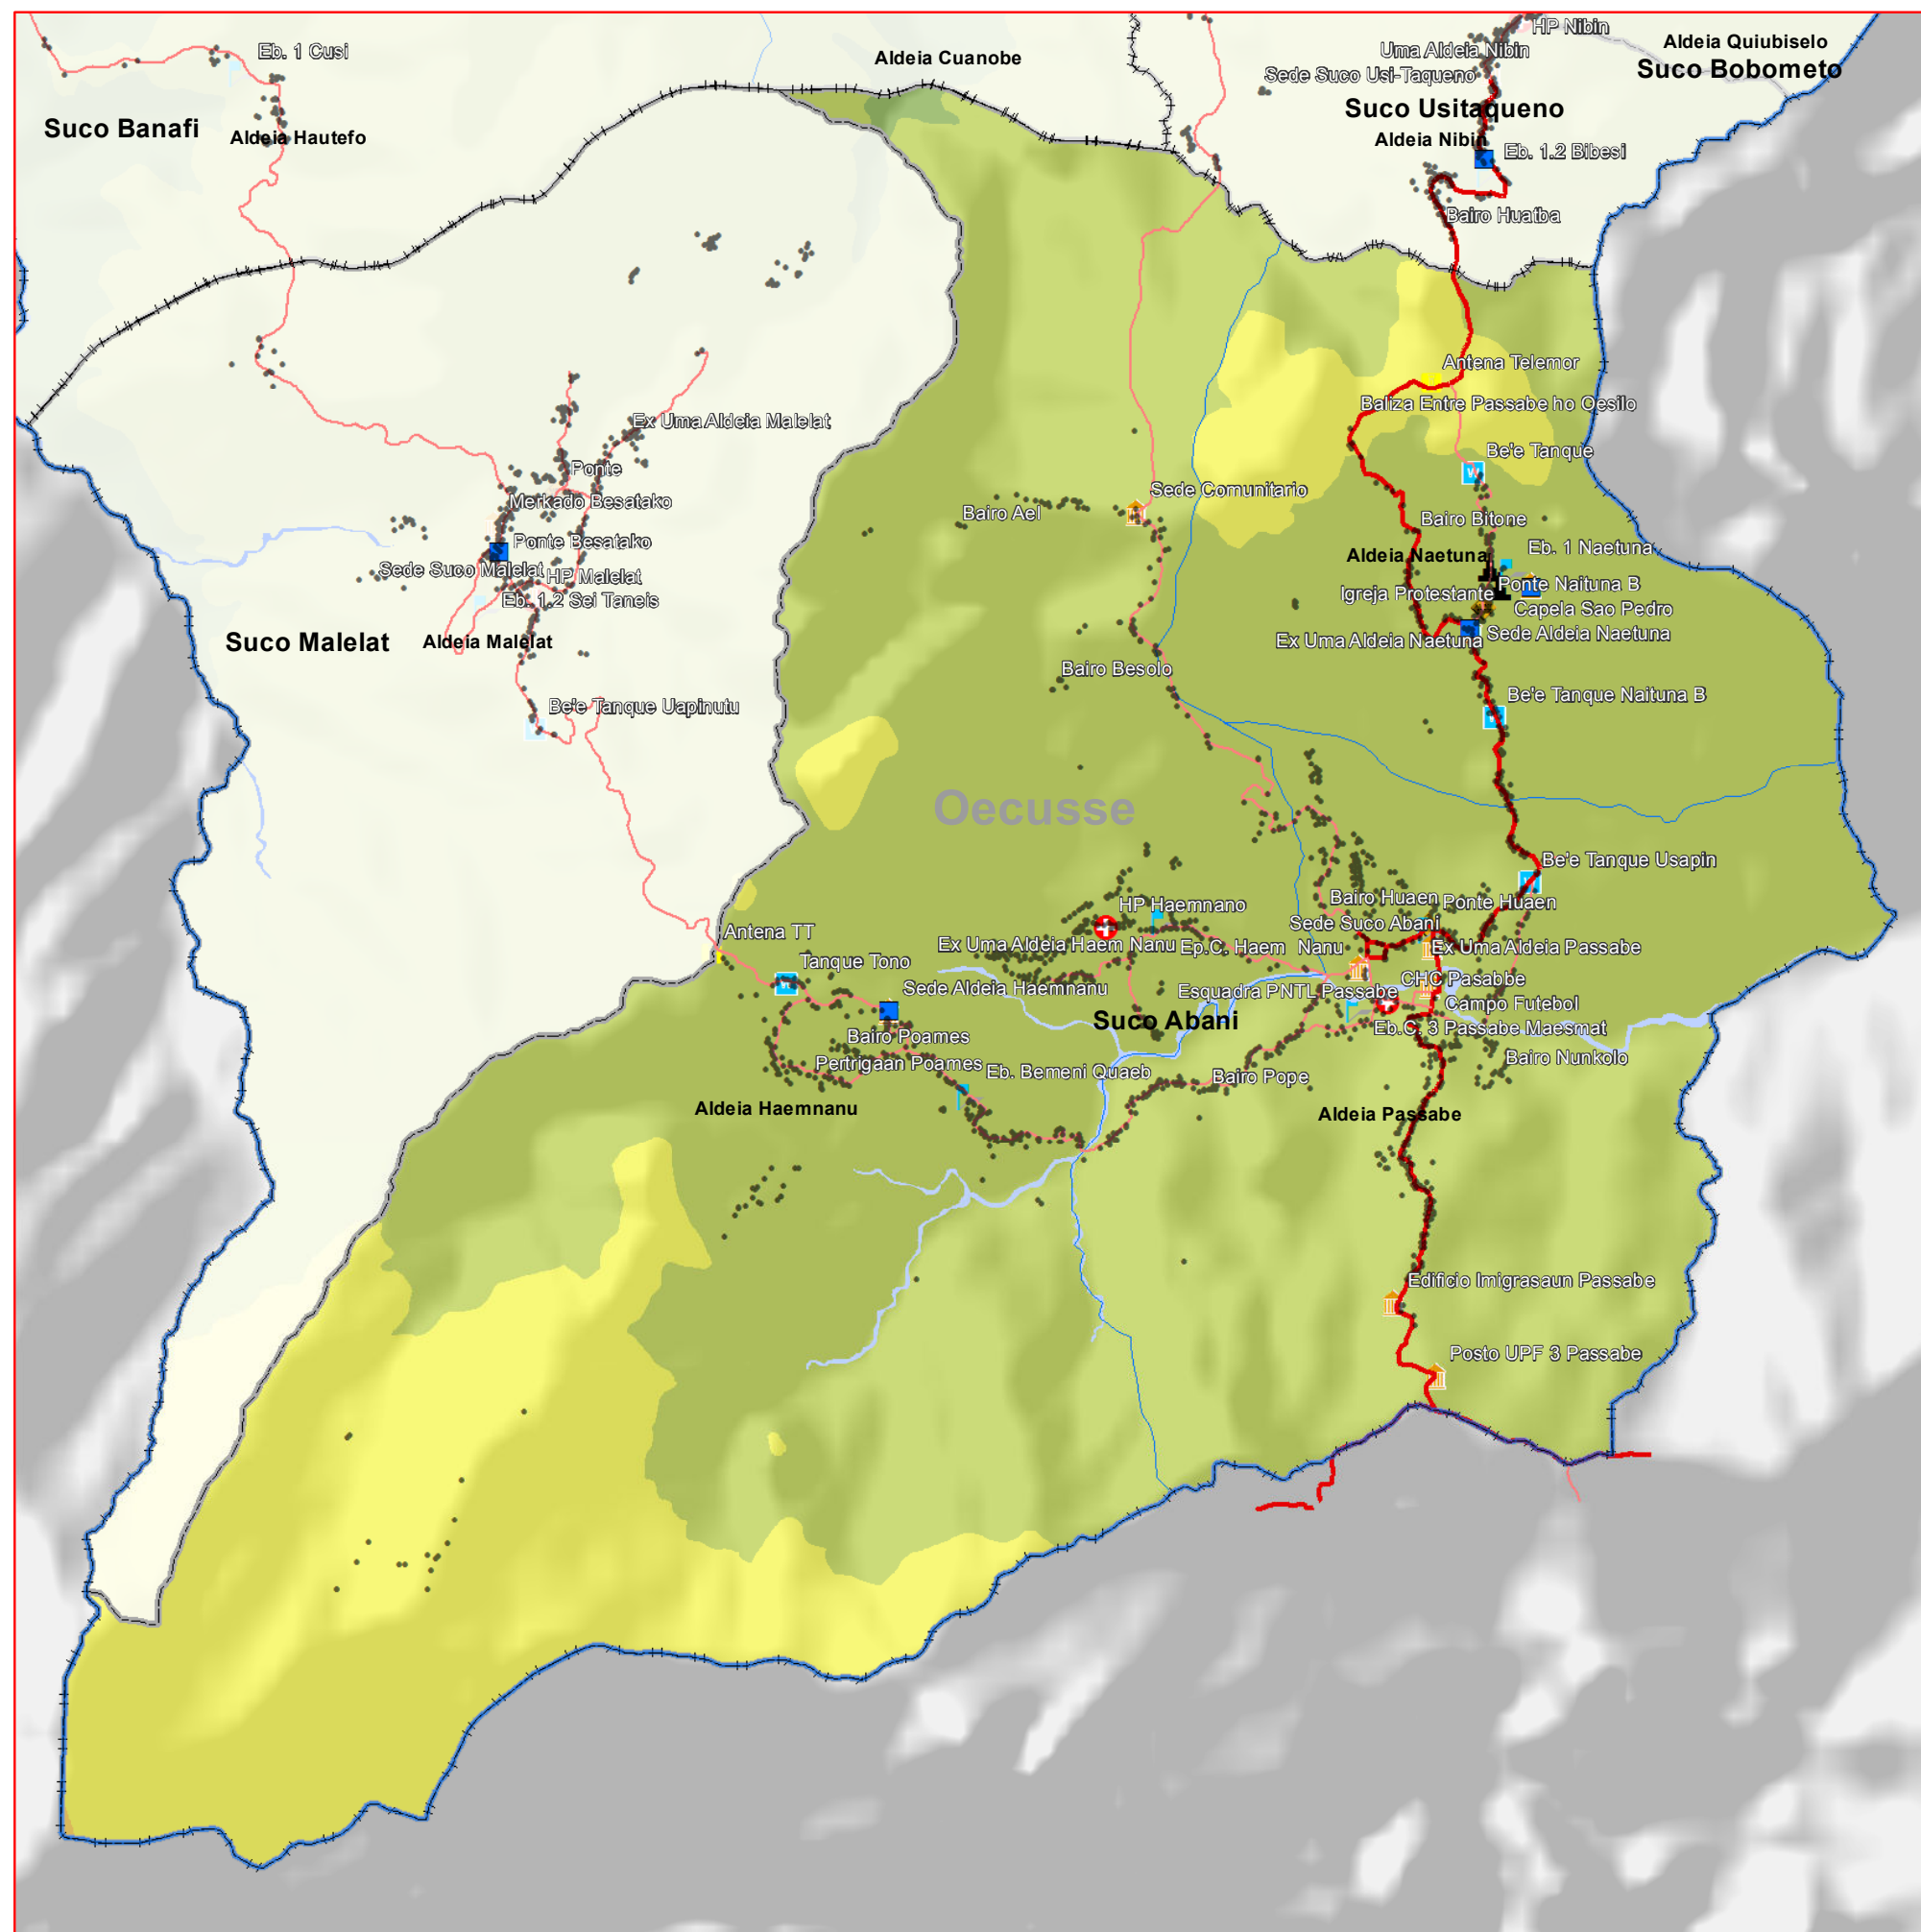 HP Nibin
Eb. 1 Cusi
Aldeia Cuanobe
Uma Aldeia Nibin
Aldeia Quiubiselo
Sede Suco Usi-Taqueno
Suco Bobometo
Suco Usitaqueno
Suco Banafi
Aldeia Hautefo
Aldeia Nibin
Eb. 1.2 Bibesi
Bairo Huatba
Antena Telemor
Baliza Entre Passabe ho Oesilo
Ex Uma Aldeia Malelat
Be'e Tanque
Ponte
Sede Comunitario
Merkado Besatako
Bairo Ael
Bairo Bitone
Ponte Besatako
Eb. 1 Naetuna
Aldeia Naetuna
Sede Suco Malelat
HP Malelat
Ponte Naituna B
Igreja Protestante
Eb. 1.2 Sei Taneis
Capela Sao Pedro
Sede Aldeia Naetuna
Ex Uma Aldeia Naetuna
Suco Malelat
Aldeia Malelat
Bairo Besolo
Be'e Tanque Naituna B
Be'e Tanque Uapinutu
Oecusse
Be'e Tanque Usapin
Bairo Huaen
Ponte Huaen
HP Haemnano
Sede Suco Abani
Antena TT
Ex Uma Aldeia Haem Nanu
Ep.C. Haem Nanu
Ex Uma Aldeia Passabe
Tanque Tono
CHC Pasabbe
Sede Aldeia Haemnanu
Esquadra PNTL Passabe
Campo Futebol
Suco Abani
Eb.C. 3 Passabe Maesmat
Bairo Poames
Bairo Nunkolo
Pertrigaan Poames
Eb. Bemeni Quaeb
Bairo Pope
Aldeia Haemnanu
Aldeia Passabe
Edificio Imigrasaun Passabe
Posto UPF 3 Passabe